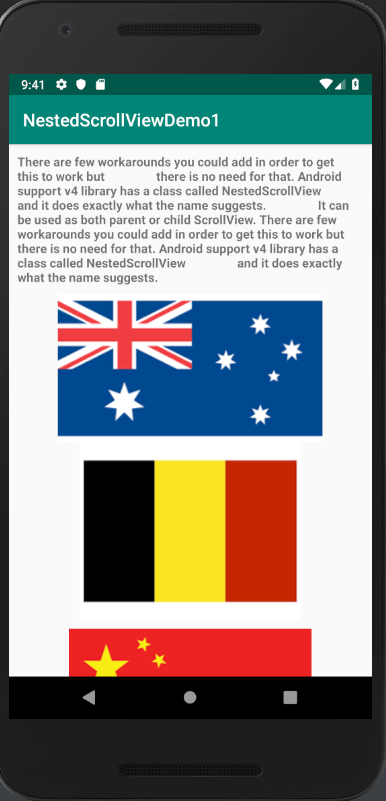 9:41
NestedScrollViewDemo1
There are few workarounds you could add in order to get
this to work but there is no need for that. Android
support v4 library has a class called NestedScrollView
and it does exactly what the name suggests. It can
be used as both parent or child ScrollView. There are few
workarounds you could add in order to get this to work but
there is no need for that. Android support v4 library has a
class called NestedScrollView and it does exactly
what the name suggests.